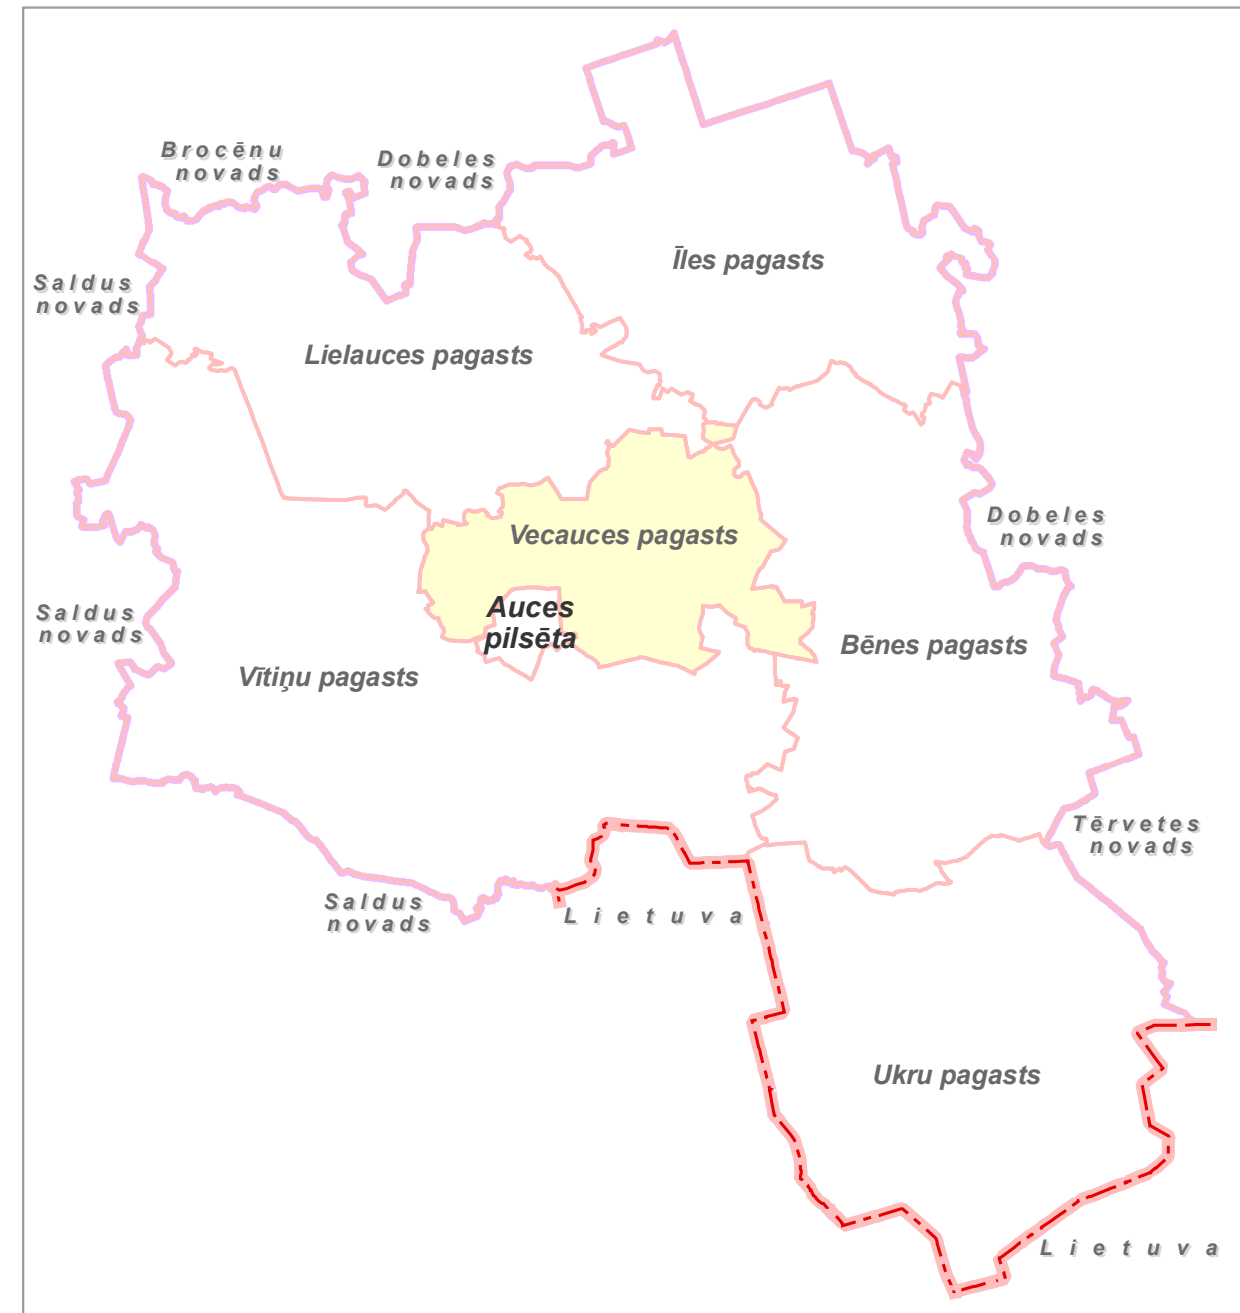 Brocēnu
novads
Dobeles
novads
Īles pagasts
Saldus
novads
Lielauces pagasts
Dobeles
novads
Vecauces pagasts
Auces
pilsēta
Saldus
novads
Bēnes pagasts
Vītiņu pagasts
Tērvetes
novads
Saldus
novads
Lietuva
Ukru pagasts
Lietuva